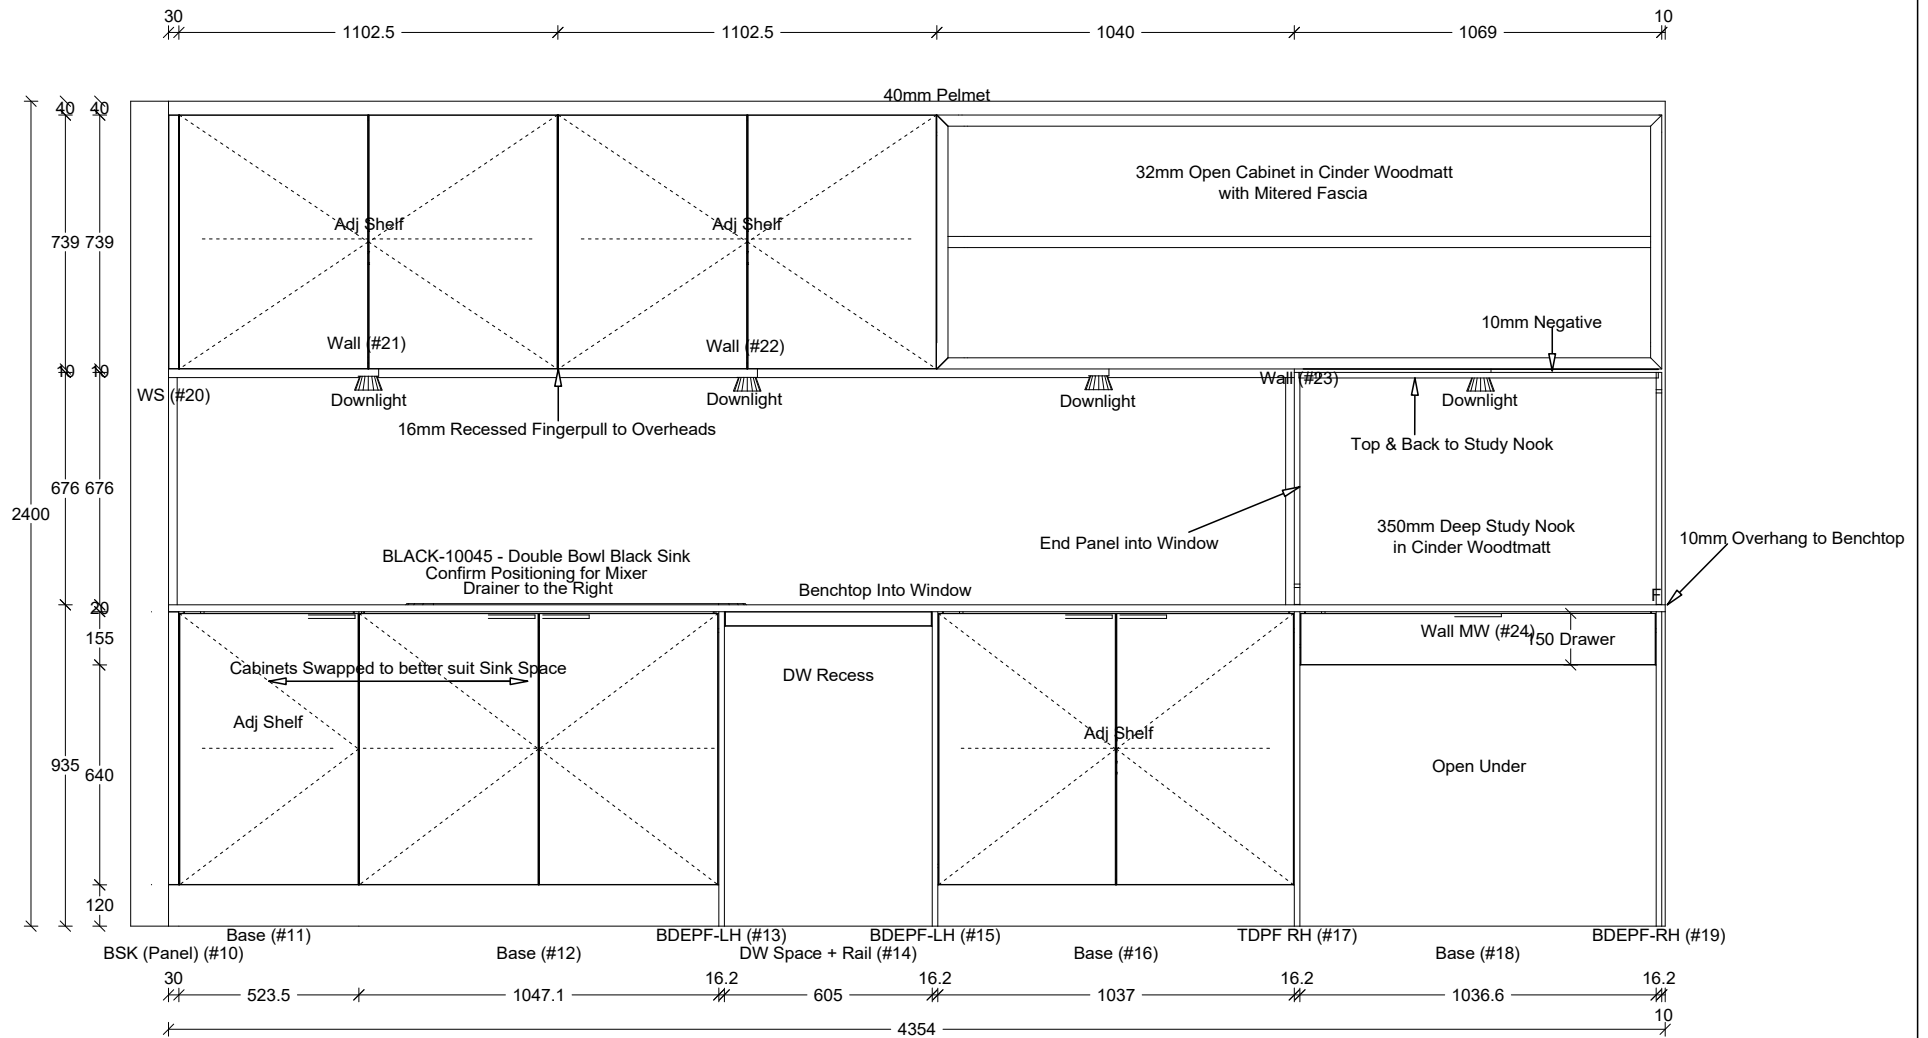 30
1102.5
1102.5
1040
1069
10
40
40
40mm Pelmet
32mm Open Cabinet in Cinder Woodmatt
with Mitered Fascia
Adj Shelf
Adj Shelf
739
739
10mm Negative
Wall (#21)
Wall (#22)
10
10
Wall (#23)
WS (#20)
Downlight
Downlight
Downlight
Downlight
16mm Recessed Fingerpull to Overheads
Top & Back to Study Nook
676
676
2400
350mm Deep Study Nook
in Cinder Woodtmatt
End Panel into Window
10mm Overhang to Benchtop
BLACK-10045 - Double Bowl Black Sink
Confirm Positioning for Mixer
Drainer to the Right
Benchtop Into Window
F
20
155
Wall MW (#24)
150 Drawer
Cabinets Swapped to better suit Sink Space
DW Recess
Adj Shelf
Adj Shelf
935
640
Open Under
120
Base (#11)
BDEPF-LH (#13)
BDEPF-LH (#15)
TDPF RH (#17)
BDEPF-RH (#19)
BSK (Panel) (#10)
Base (#12)
DW Space + Rail (#14)
Base (#16)
Base (#18)
30
523.5
1047.1
16.2
605
16.2
1037
16.2
1036.6
16.2
10
4354